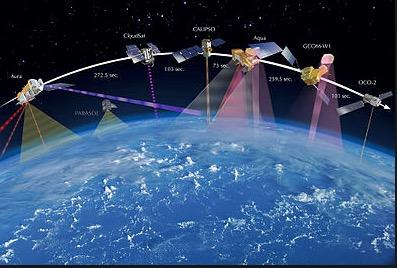 CALIPSO
CloudSat
Aqua
GCOM-W1
Aura
272.5 sec.
103 sec.
73 sec.
259.5 sec.
OCO-2
PARASOL
101 sec.